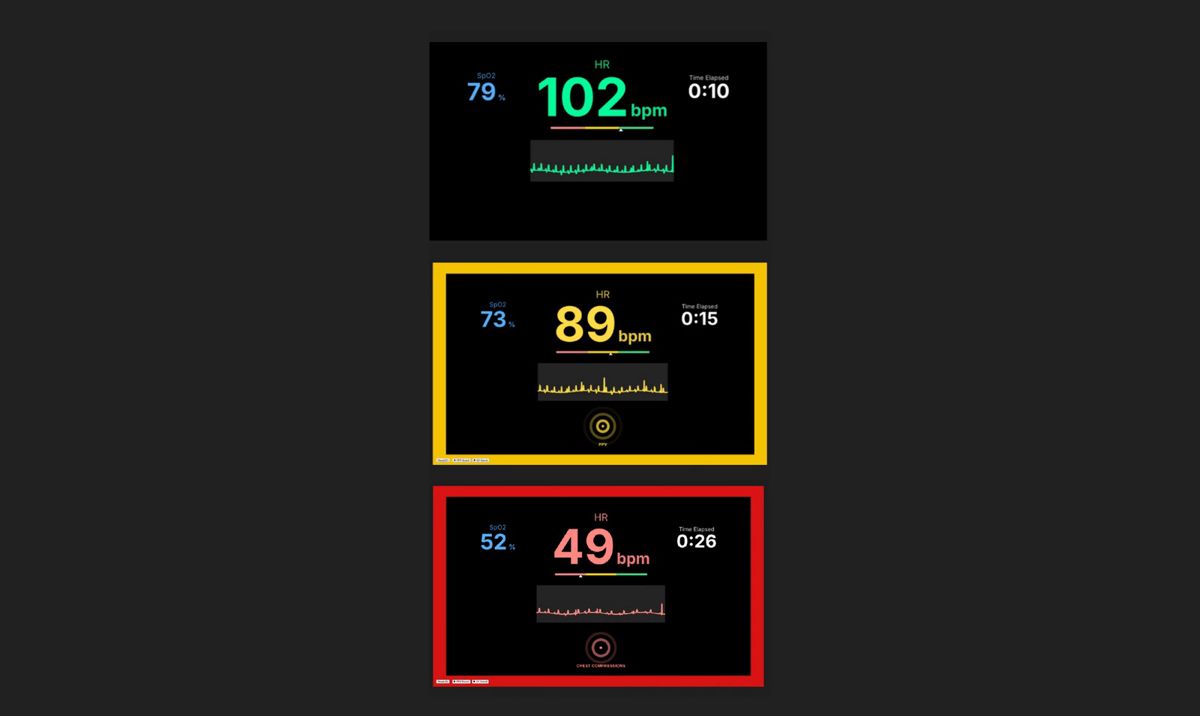 HR
SpO2
79 %
102 bpm
Time Elapsed
0:10
HR
SpO2
73 %
89 bpm
Time Elapsed
0:15
PPV
HR
SpO2
52 %
49 bpm
Time Elapsed
0:26
CHEST COMPRESSIONS